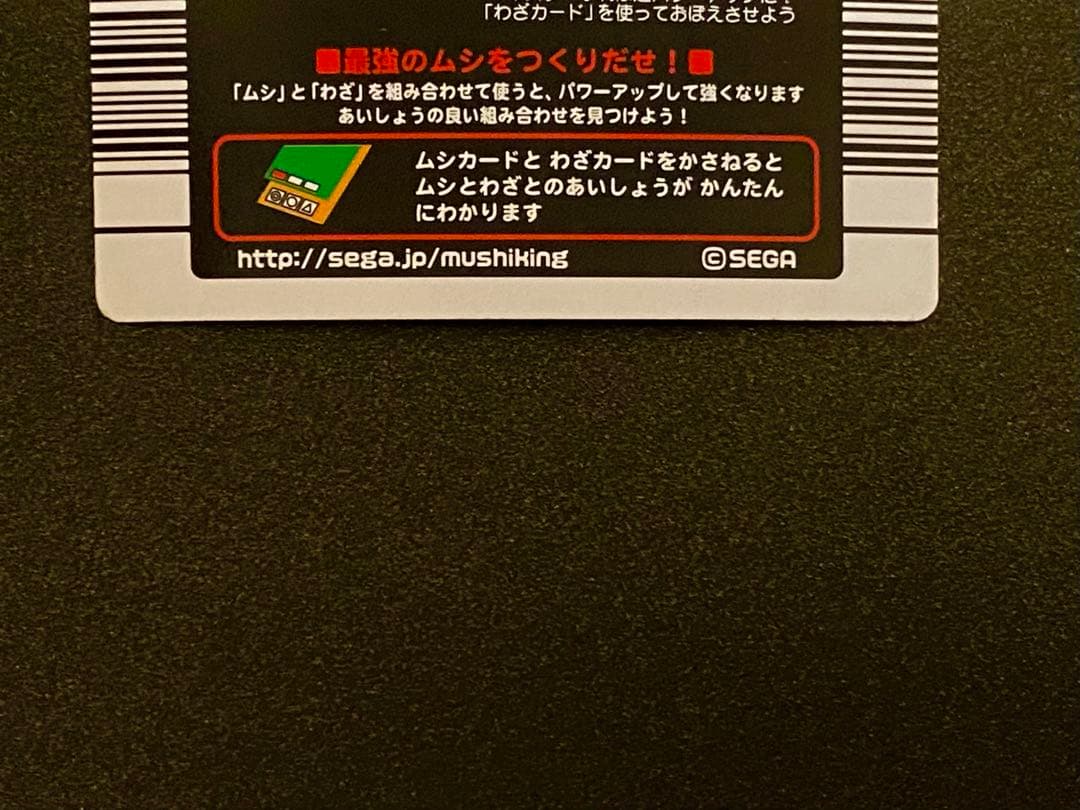 「わざカード」を使っておぼえさせよう
■最強のムシをつくりだせ！■
「ムシ」と「わざ」を組み合わせて使うと、パワーアップして強くなります
あいしょうの良い組み合わせを見つけよう！
ムシカードと わざカードをかさねると
ムシとわざとのあいしょうが かんたん
にわかります
http://sega.jp/mushiking ©SEGA